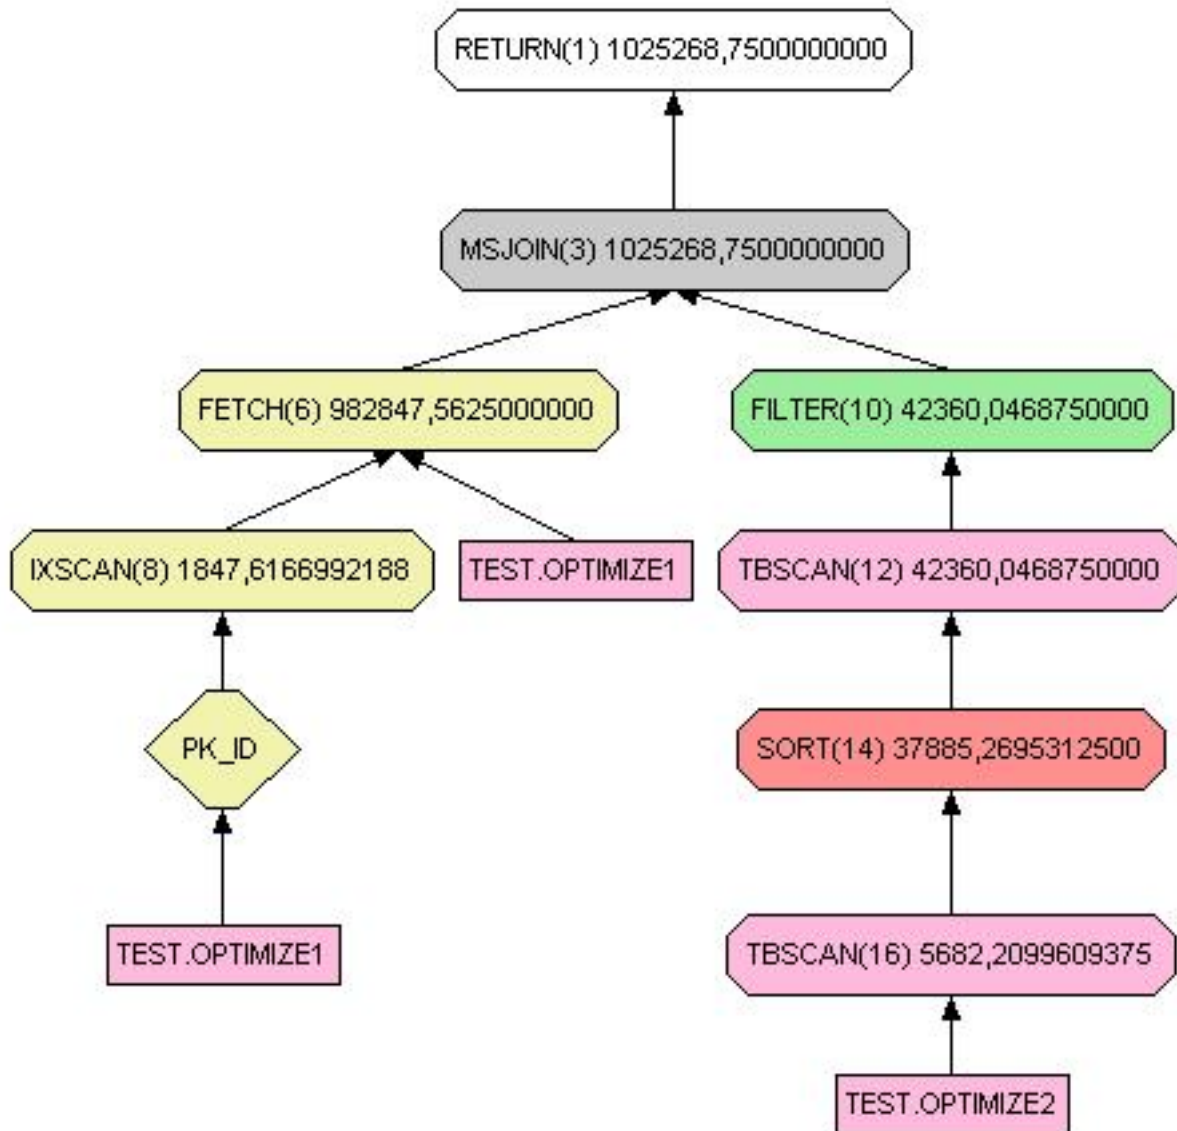 RETURN(1) 1025268,7500000000
MSJOIN(3) 1025268,7500000000
FETCH(6) 982847,5625000000
FILTER(10) 42360,0468750000
IXSCAN(8) 1847,6166992188
TEST.OPTIMIZE1
TBSCAN(12) 42360,0468750000
PK_ID
SORT(14) 37885,2695312500
TEST.OPTIMIZE1
TBSCAN(16) 5682,2099609375
TEST.OPTIMIZE2